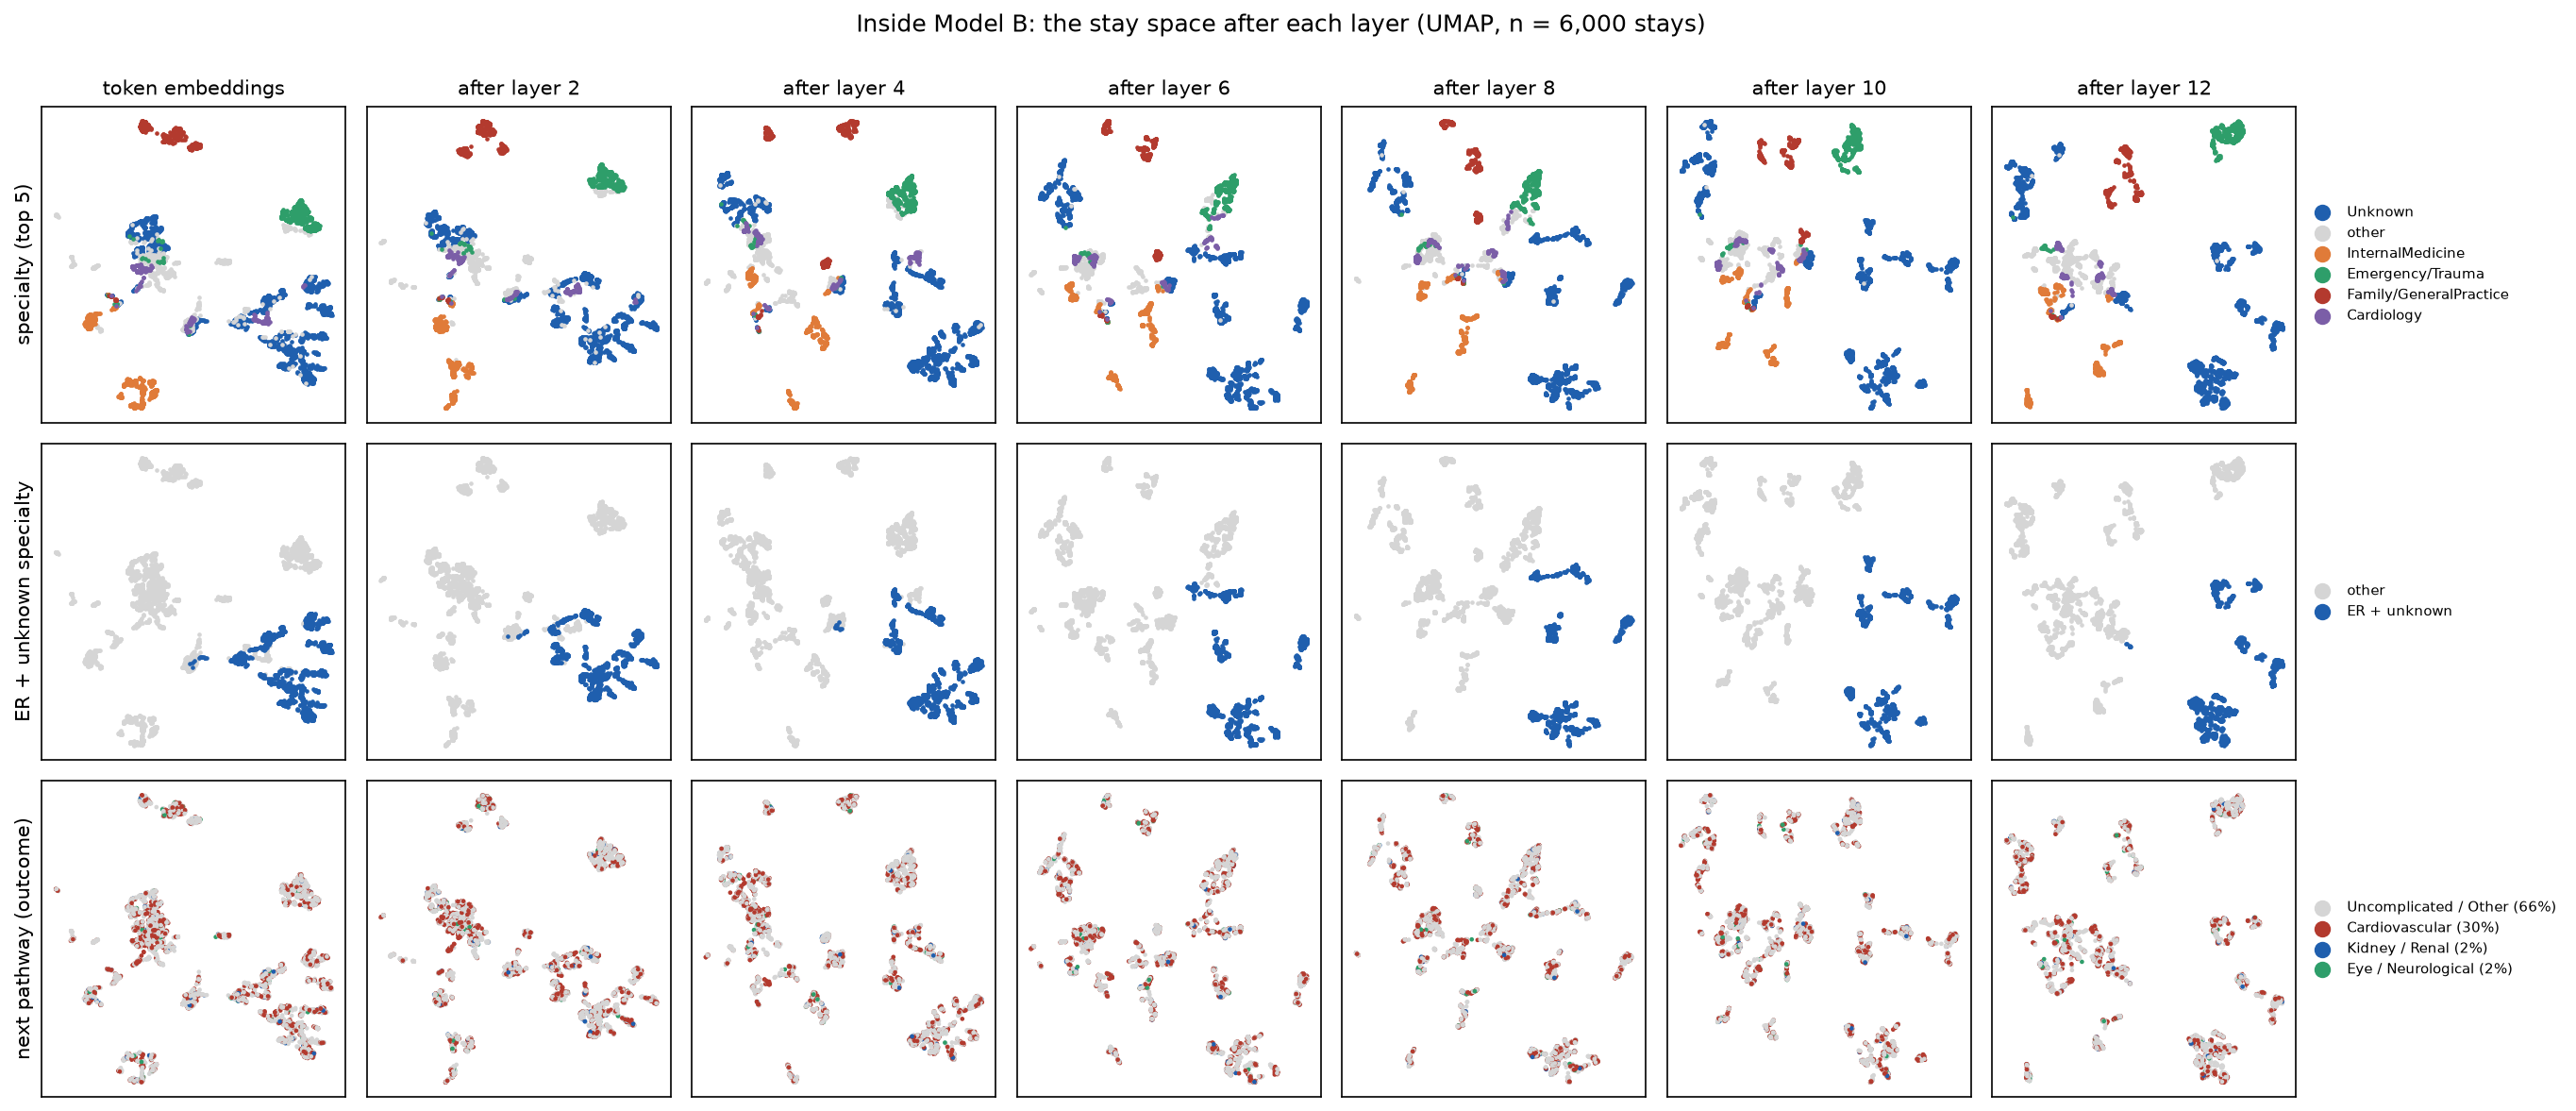 Inside Model B: the stay space after each layer (UMAP, n = 6,000 stays)
token embeddings
after layer 2
after layer 4
after layer 6
after layer 8
after layer 10
after layer 12
specialty (top 5)
Unknown
other
InternalMedicine
Emergency/Trauma
Family/GeneralPractice
Cardiology
ER + unknown specialty
other
ER + unknown
next pathway (outcome)
Uncomplicated / Other (66%)
Cardiovascular (30%)
Kidney / Renal (2%)
Eye / Neurological (2%)